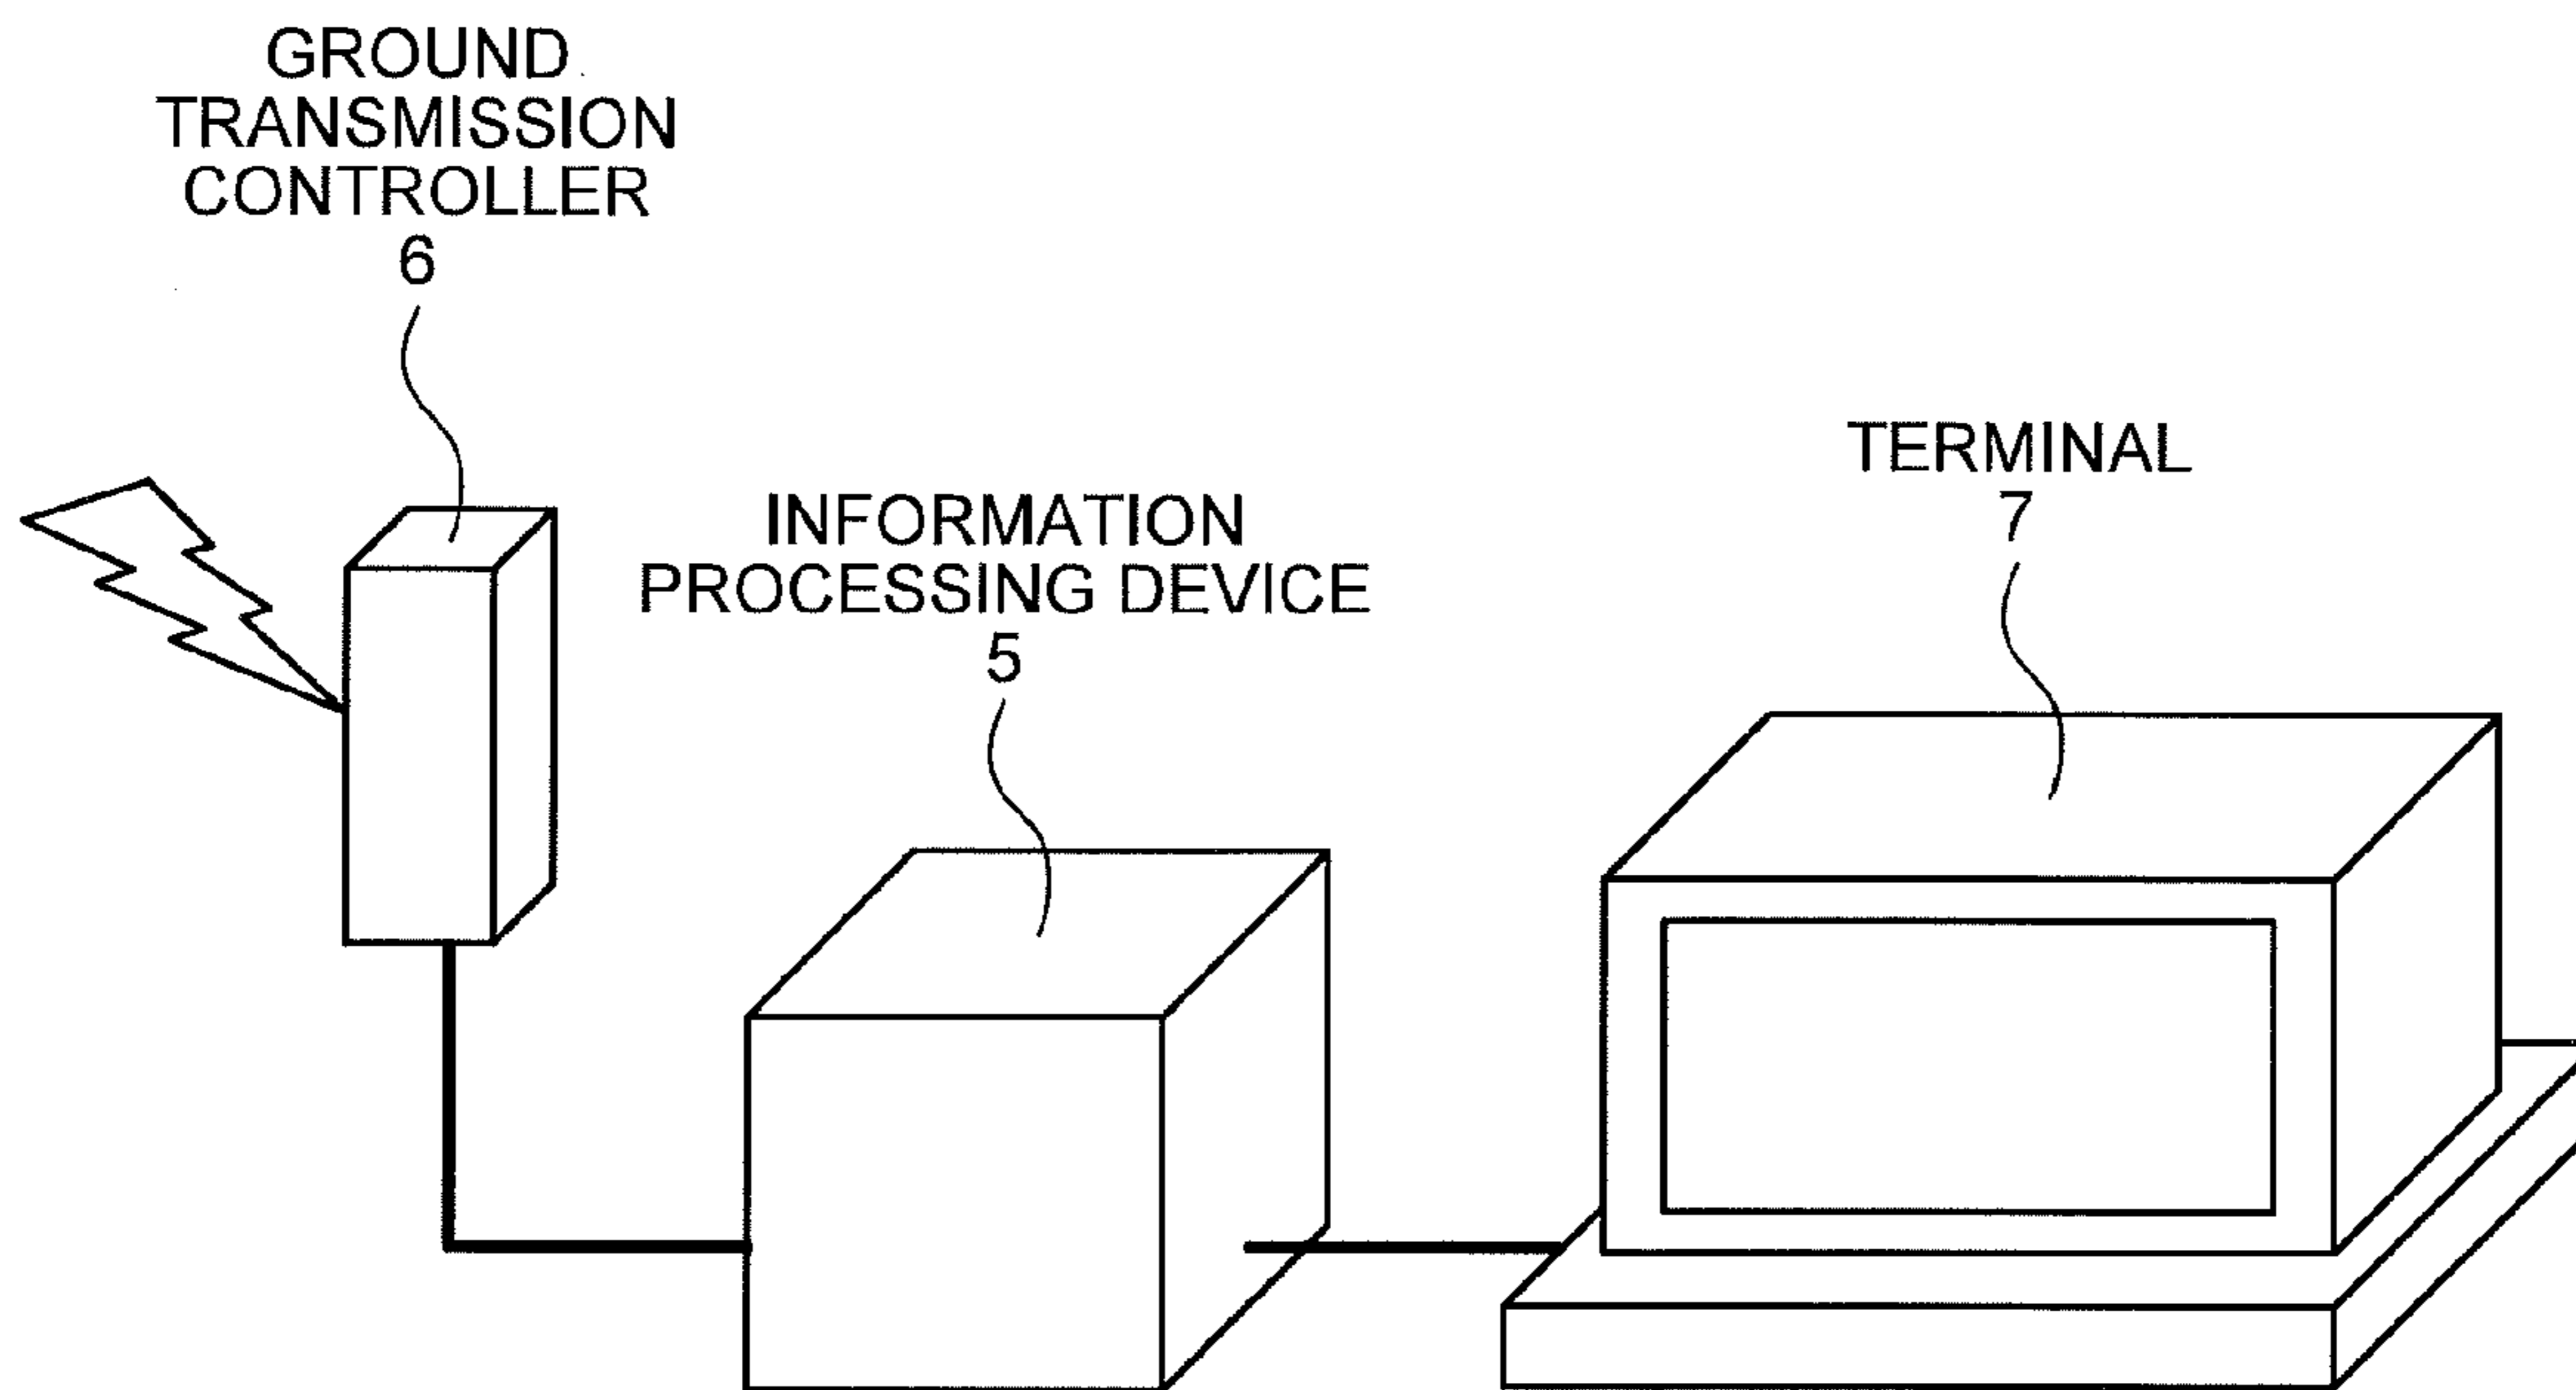 GROUND
TRANSMISSION
CONTROLLER
6
INFORMATION
PROCESSING DEVICE
5
TERMINAL
7